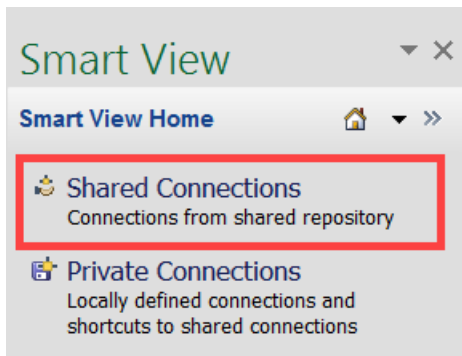 Smart View
Smart View Home
Shared Connections
Connections from shared repository
Private Connections
Locally defined connections and
shortcuts to shared connections